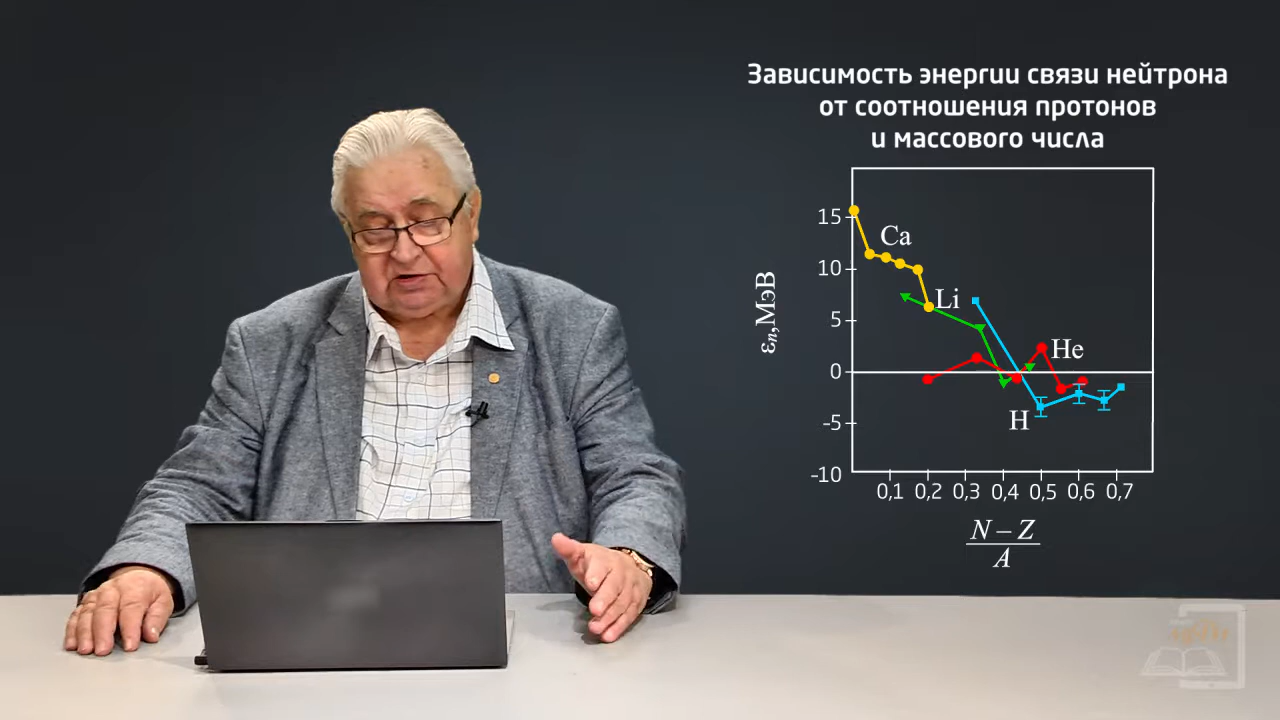 Зависимость энергии связи нейтрона
от соотношения протонов
и массового числа
15
10
5
0
-5
-10
εn,МэВ
Ca
Li
He
H
0,1 0,2 0,3 0,4 0,5 0,6 0,7
N – Z
A